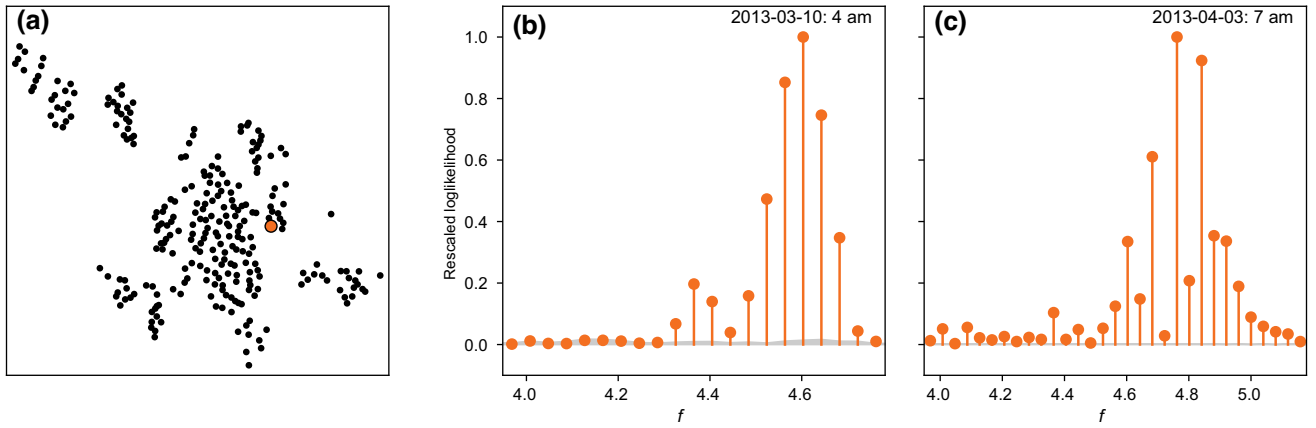 (a)
(b)
2013-03-10: 4 am
Rescaled loglikelihood
1.0
0.8
0.6
0.4
0.2
0.0
4.0 4.2 4.4 4.6
f
(c)
2013-04-03: 7 am
4.0 4.2 4.4 4.6 4.8 5.0
f